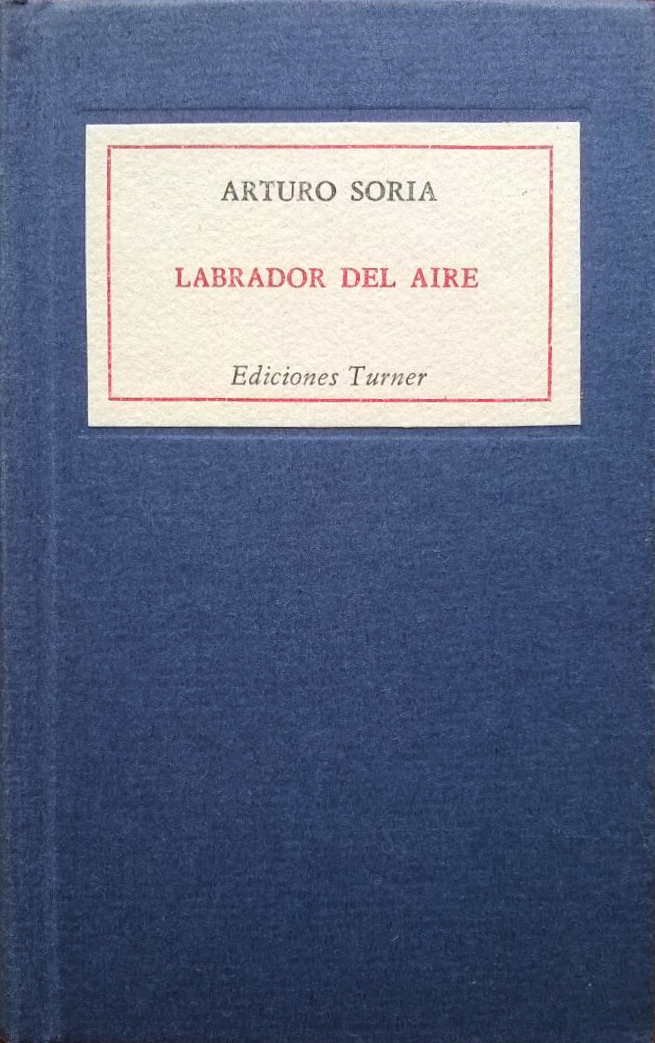 ARTURO SORIA
LABRADOR DEL AIRE
Ediciones Turner